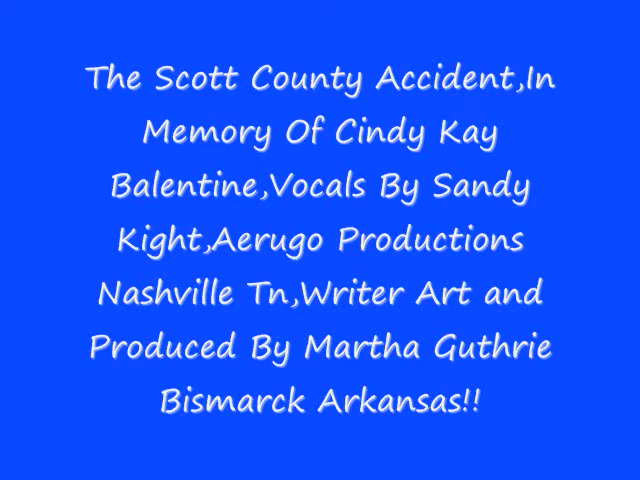 The Scott County Accident,In
Memory Of Cindy Kay
Balentine,Vocals By Sandy
Kight,Aerugo Productions
Nashville Tn,Writer Art and
Produced By Martha Guthrie
Bismarck Arkansas!!